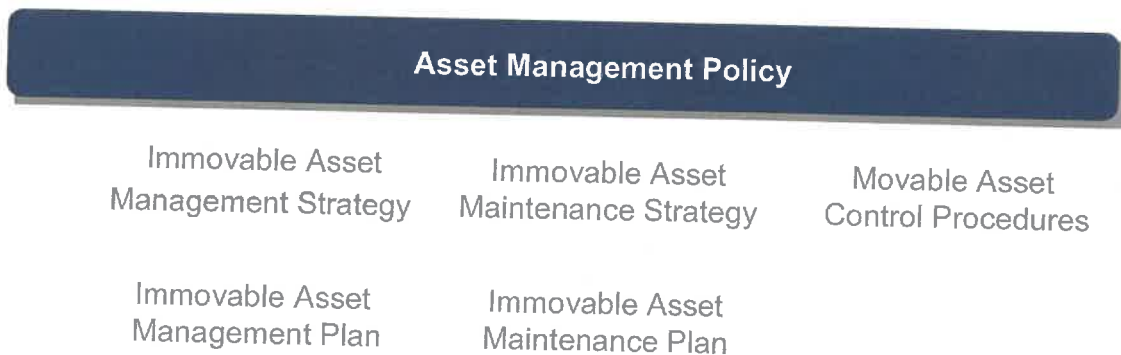 Asset Management Policy
Immovable Asset
Management Strategy
Immovable Asset
Maintenance Strategy
Movable Asset
Control Procedures
Immovable Asset
Management Plan
Immovable Asset
Maintenance Plan